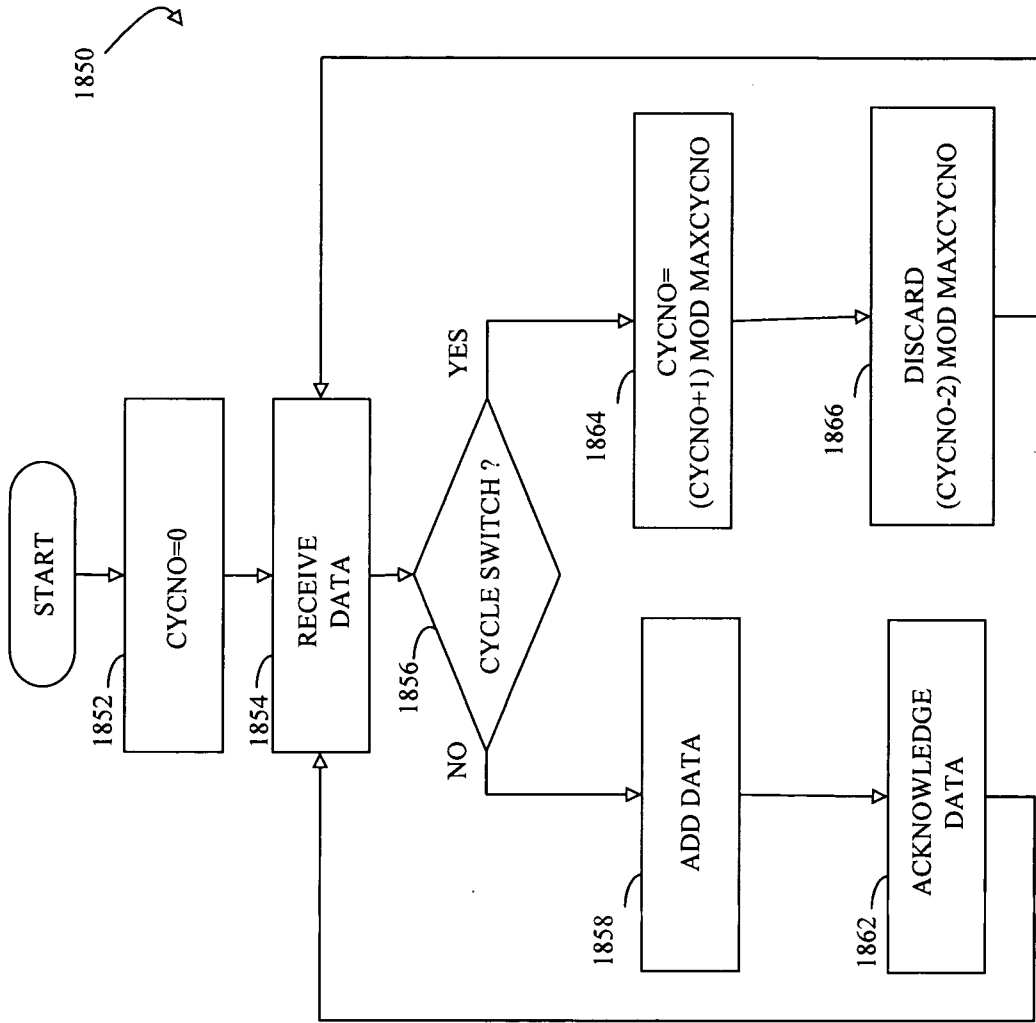 1850
START
1852
CYCNO=0
1854
RECEIVE
DATA
1856
CYCLE SWITCH ?
NO
YES
1858
ADD DATA
1862
ACKNOWLEDGE
DATA
1864
CYCNO=
(CYCNO+1) MOD MAXCYCNO
1866
DISCARD
(CYCNO-2) MOD MAXCYCNO